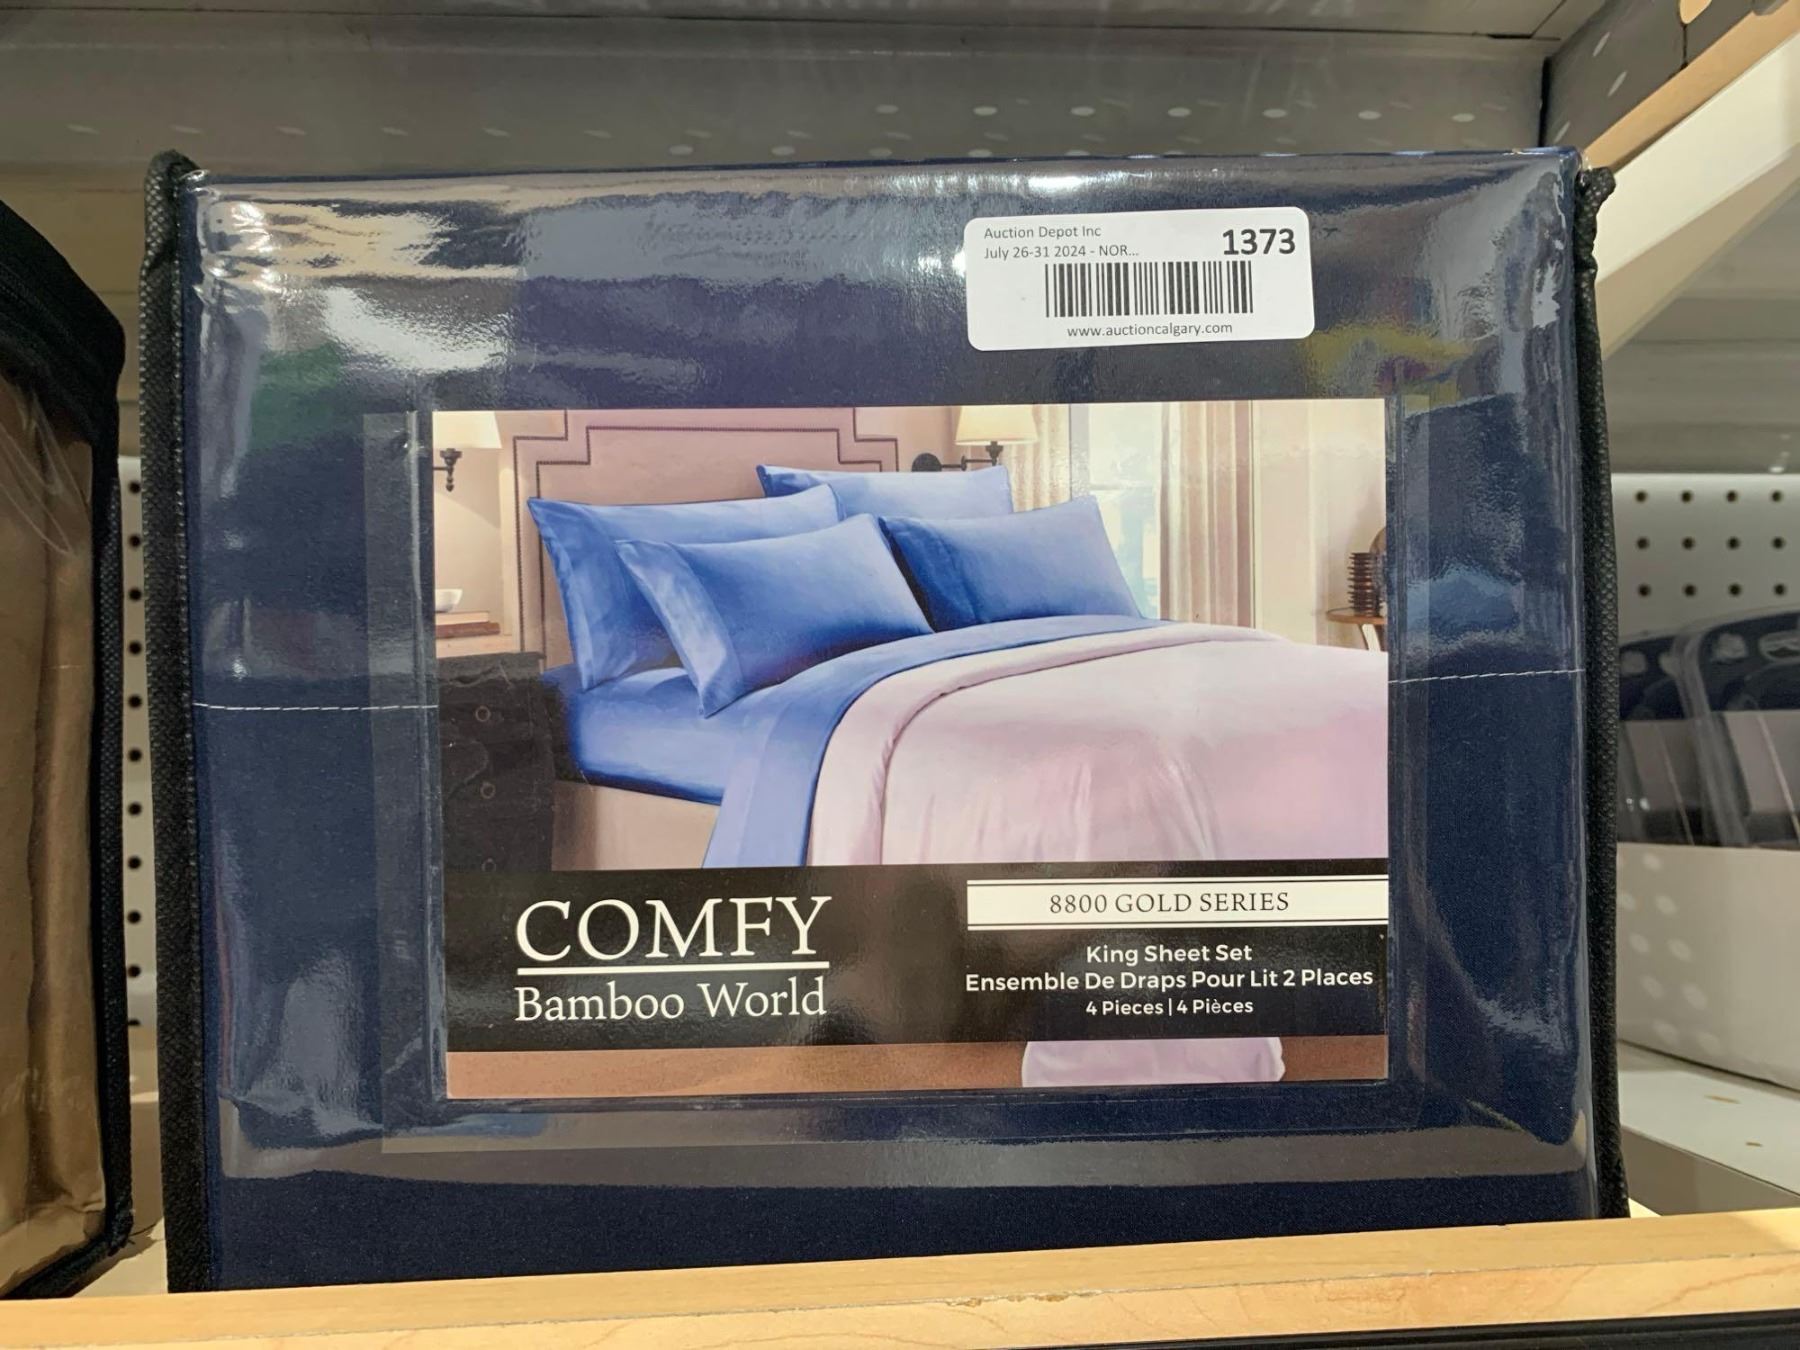 Auction Depot Inc
July 26-31 2024 - NOR...
1373
www.auctioncalgary.com
COMFY
Bamboo World
8800 GOLD SERIES
King Sheet Set
Ensemble De Draps Pour Lit 2 Places
4 Pieces | 4 Pièces